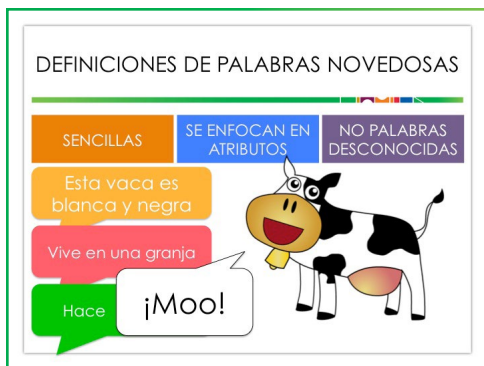 DEFINICIONES DE PALABRAS NOVEDOSAS
SENCILLAS
SE ENFOCAN EN
ATRIBUTOS
NO PALABRAS
DESCONOCIDAS
Esta vaca es
blanca y negra
Vive en una granja
Hace
¡Moo!